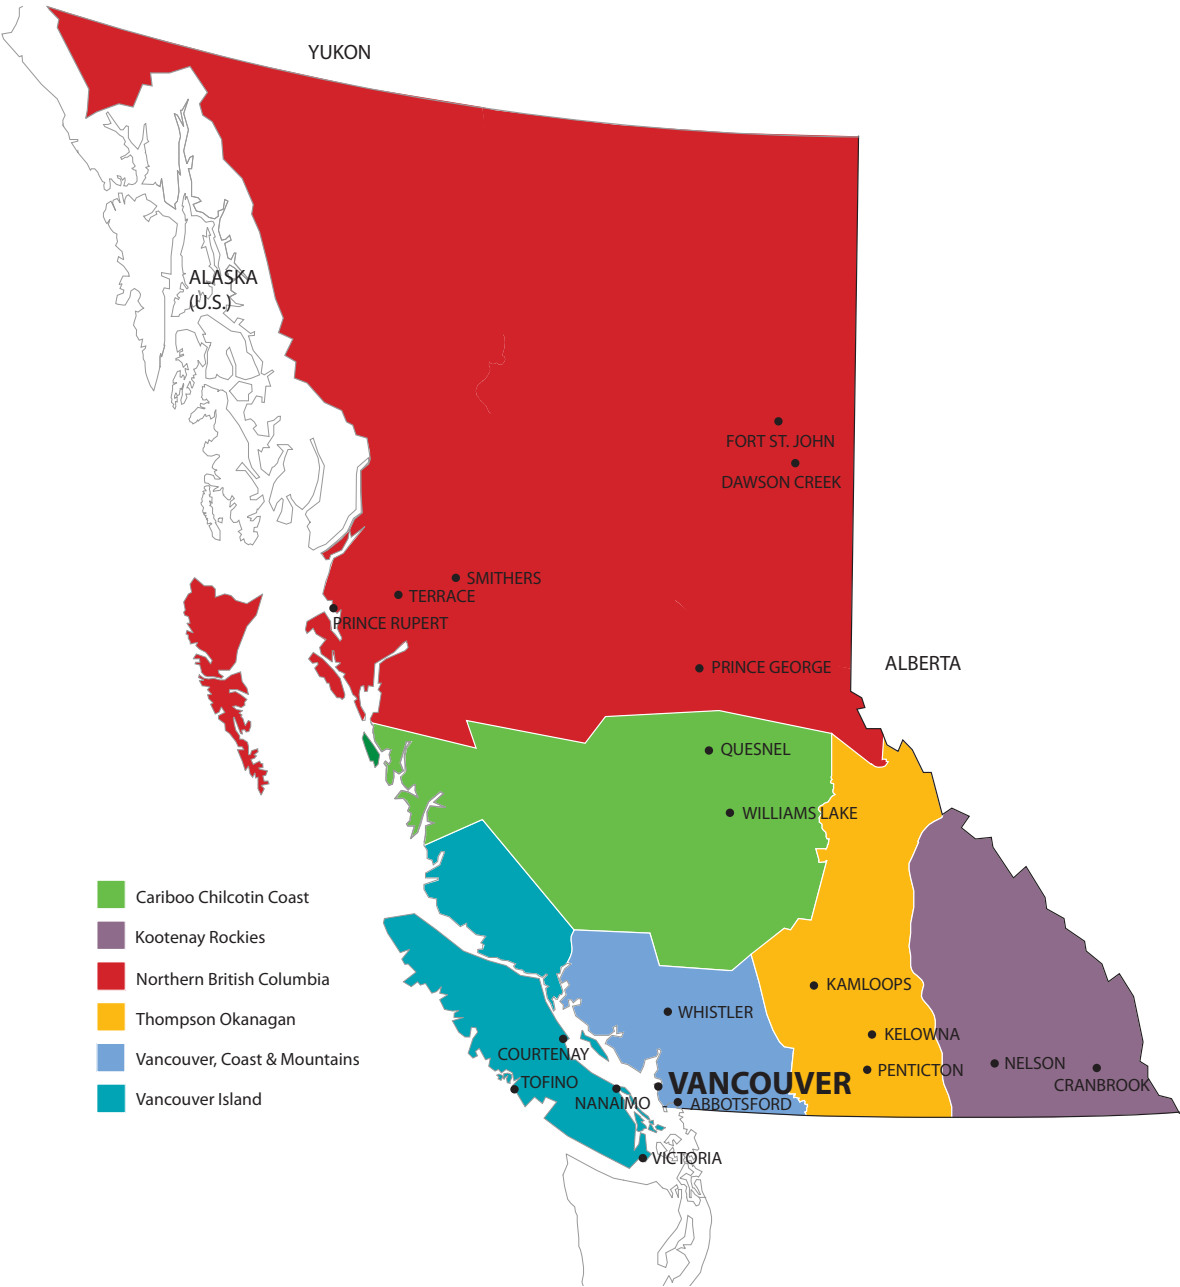 YUKON
ALASKA
(U.S.)
FORT ST. JOHN
DAWSON CREEK
SMITHERS
TERRACE
PRINCE RUPERT
PRINCE GEORGE
ALBERTA
QUESNEL
WILLIAMS LAKE
Cariboo Chilcotin Coast
Kootenay Rockies
Northern British Columbia
Thompson Okanagan
Vancouver, Coast & Mountains
Vancouver Island
KAMLOOPS
WHISTLER
KELOWNA
COURTENAY
NELSON
PENTICTON
TOFINO
VANCOUVER
CRANBROOK
NANAIMO
ABBOTSFORD
VICTORIA